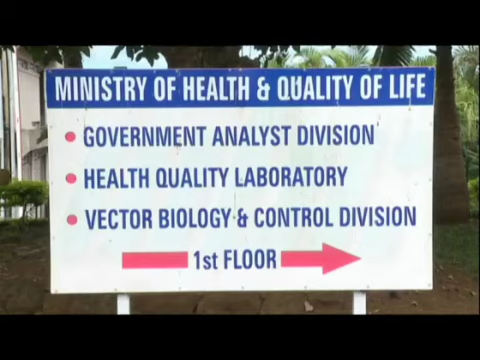 MINISTRY OF HEALTH & QUALITY OF LIFE
GOVERNMENT ANALYST DIVISION
HEALTH QUALITY LABORATORY
VECTOR BIOLOGY & CONTROL DIVISION
1st FLOOR